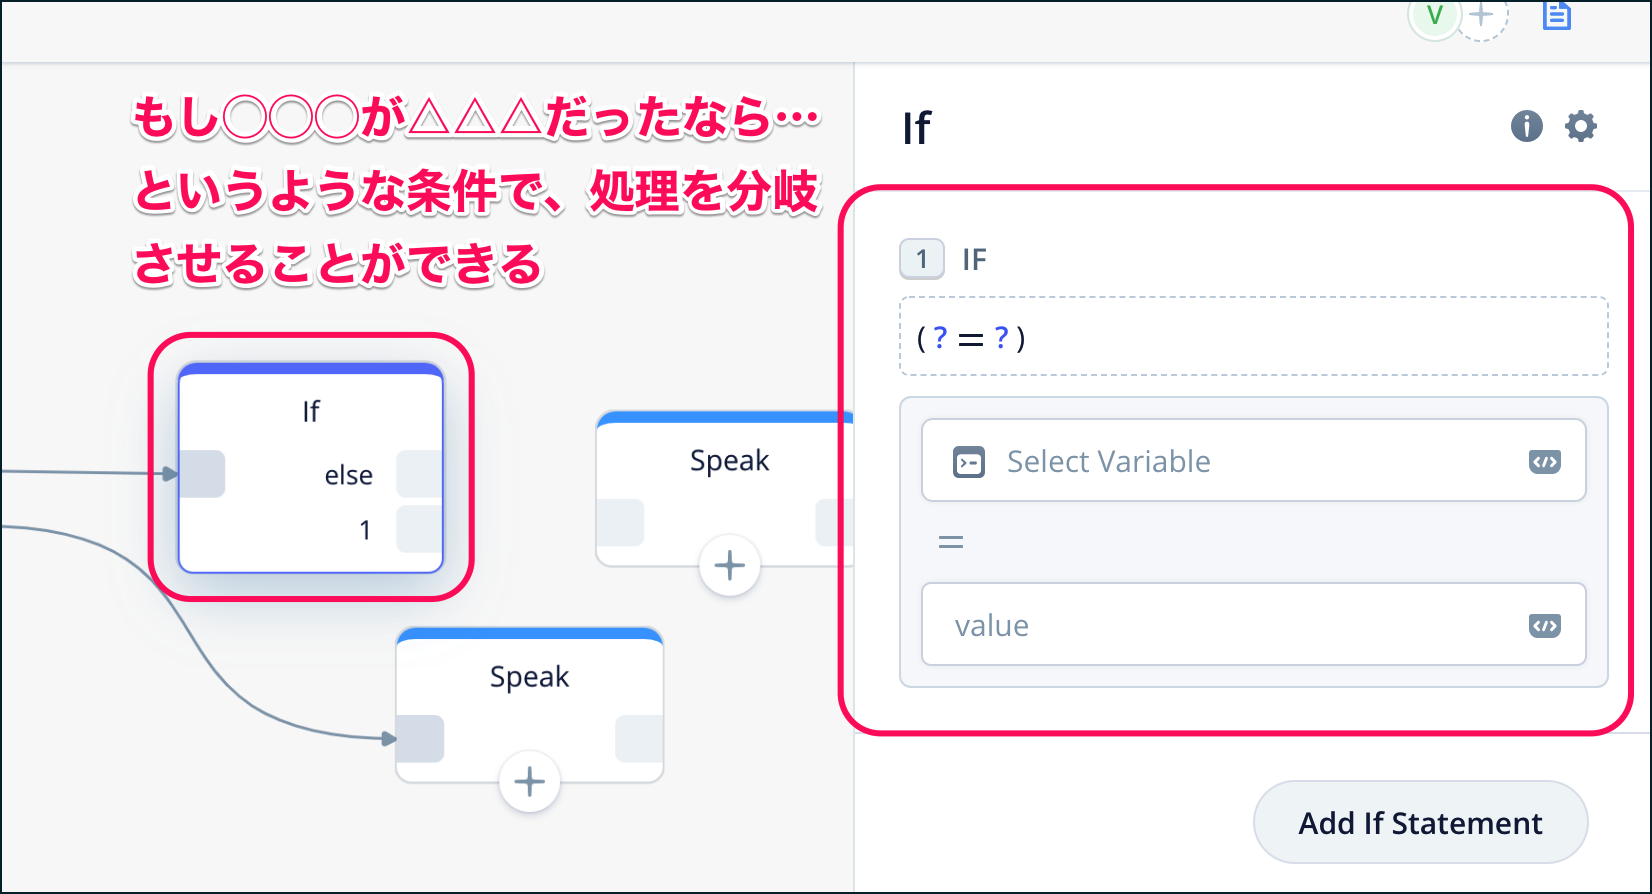 V
もし◯◯◯が△△△だったなら…
というような条件で、処理を分岐
させることができる
If
else
1
Speak
Speak
If
1 IF
( ? = ? )
Select Variable
=
value
Add If Statement